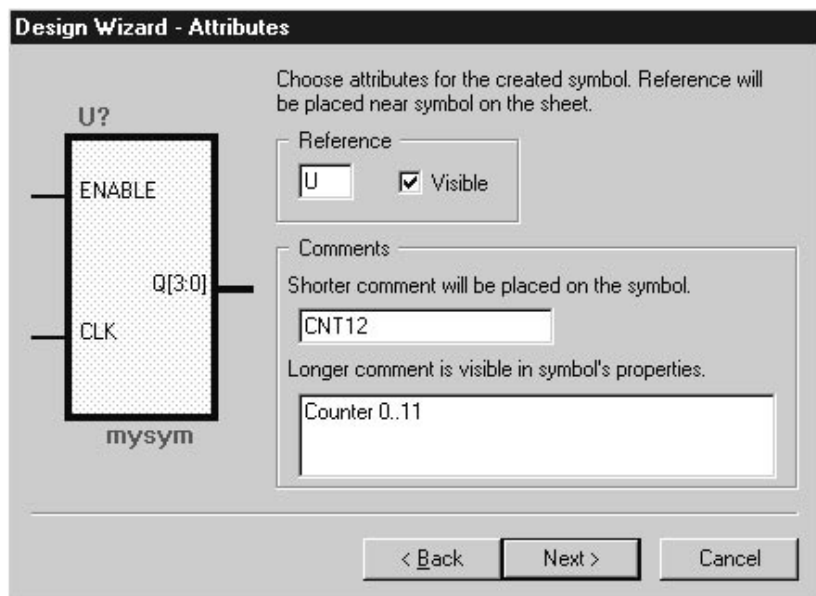 Design Wizard - Attributes
U?
ENABLE
Q[3:0]
CLK
mysym
Choose attributes for the created symbol. Reference will
be placed near symbol on the sheet.
Reference
U Visible
Comments
Shorter comment will be placed on the symbol.
CNT12
Longer comment is visible in symbol's properties.
Counter 0..11
< Back Next > Cancel